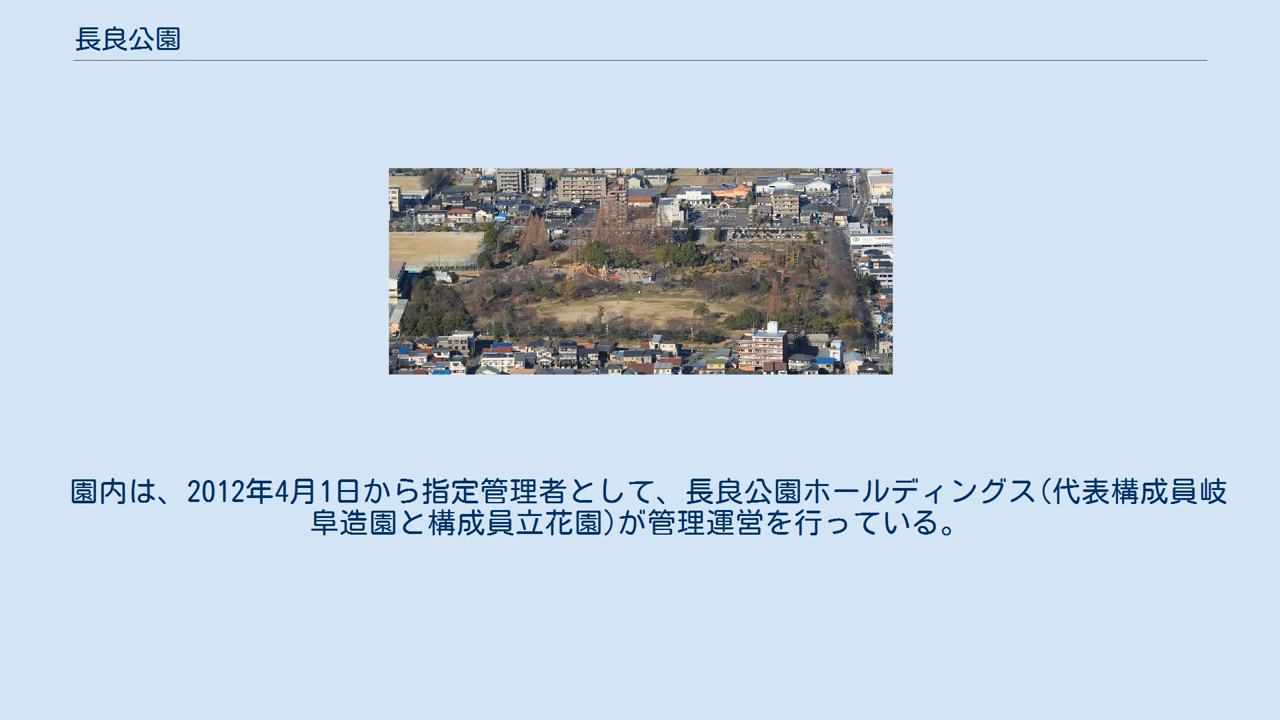 長良公園
園内は、2012年4月1日から指定管理者として、長良公園ホールディングス(代表構成員岐
阜造園と構成員立花園)が管理運営を行っている。